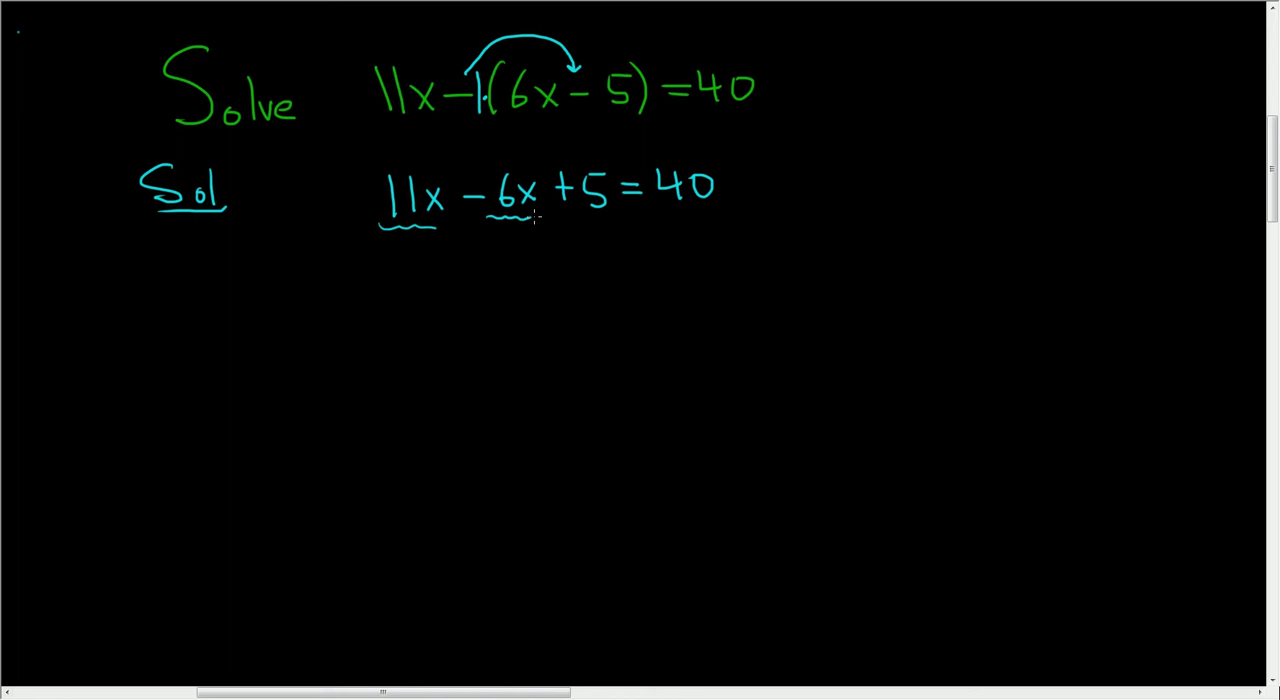 Solve 11x - 1·(6x - 5) = 40
Sol 11x - 6x + 5 = 40